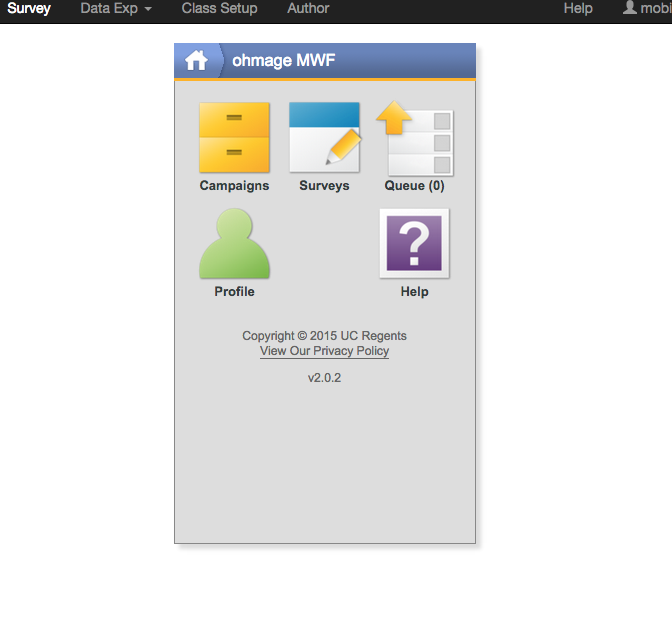 Survey Data Exp Class Setup Author Help mobi
ohmage MWF
Campaigns Surveys Queue (0)
?
Profile Help
Copyright © 2015 UC Regents
View Our Privacy Policy
v2.0.2